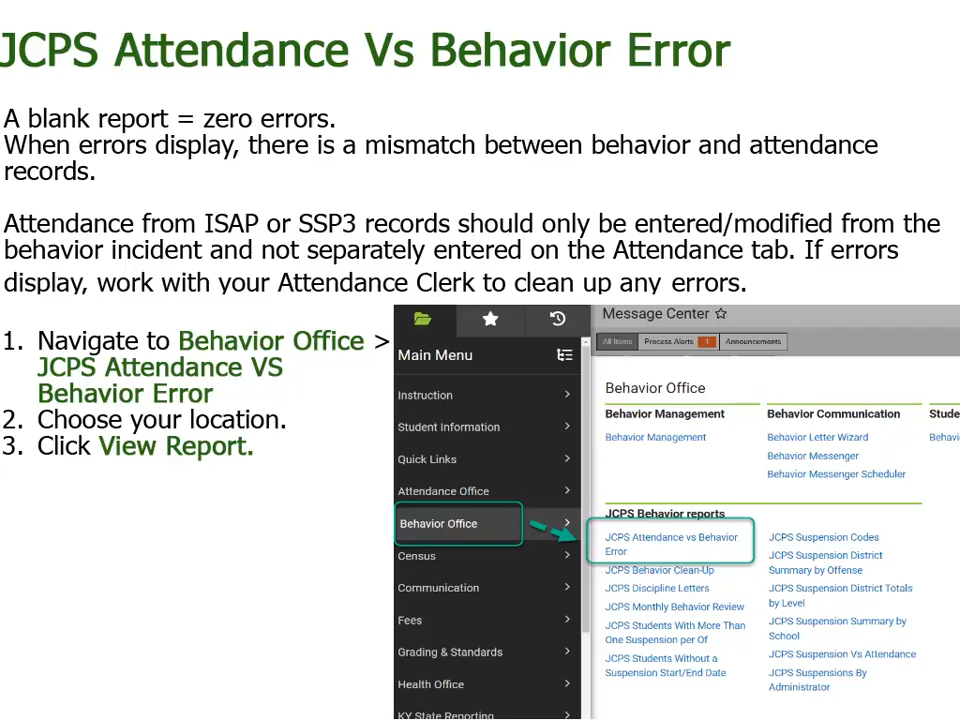 JCPS Attendance Vs Behavior Error
A blank report = zero errors.
When errors display, there is a mismatch between behavior and attendance
records.
Attendance from ISAP or SSP3 records should only be entered/modified from the
behavior incident and not separately entered on the Attendance tab. If errors
display, work with your Attendance Clerk to clean up any errors.
1. Navigate to Behavior Office >
JCPS Attendance VS
Behavior Error
2. Choose your location.
3. Click View Report.
Main Menu
Instruction
Student Information
Quick Links
Attendance Office
Behavior Office
Census
Communication
Fees
Grading & Standards
Health Office
KY State Reporting
Message Center
All Items Process Alerts 1 Announcements
Behavior Office
Behavior Management
Behavior Management
Behavior Communication
Behavior Letter Wizard
Behavior Messenger
Behavior Messenger Scheduler
Stude
Behavi
JCPS Behavior reports
JCPS Attendance vs Behavior
Error
JCPS Behavior Clean-Up
JCPS Discipline Letters
JCPS Monthly Behavior Review
JCPS Students With More Than
One Suspension per Of
JCPS Students Without a
Suspension Start/End Date
JCPS Suspension Codes
JCPS Suspension District
Summary by Offense
JCPS Suspension District Totals
by Level
JCPS Suspension Summary by
School
JCPS Suspension Vs Attendance
JCPS Suspensions By
Administrator